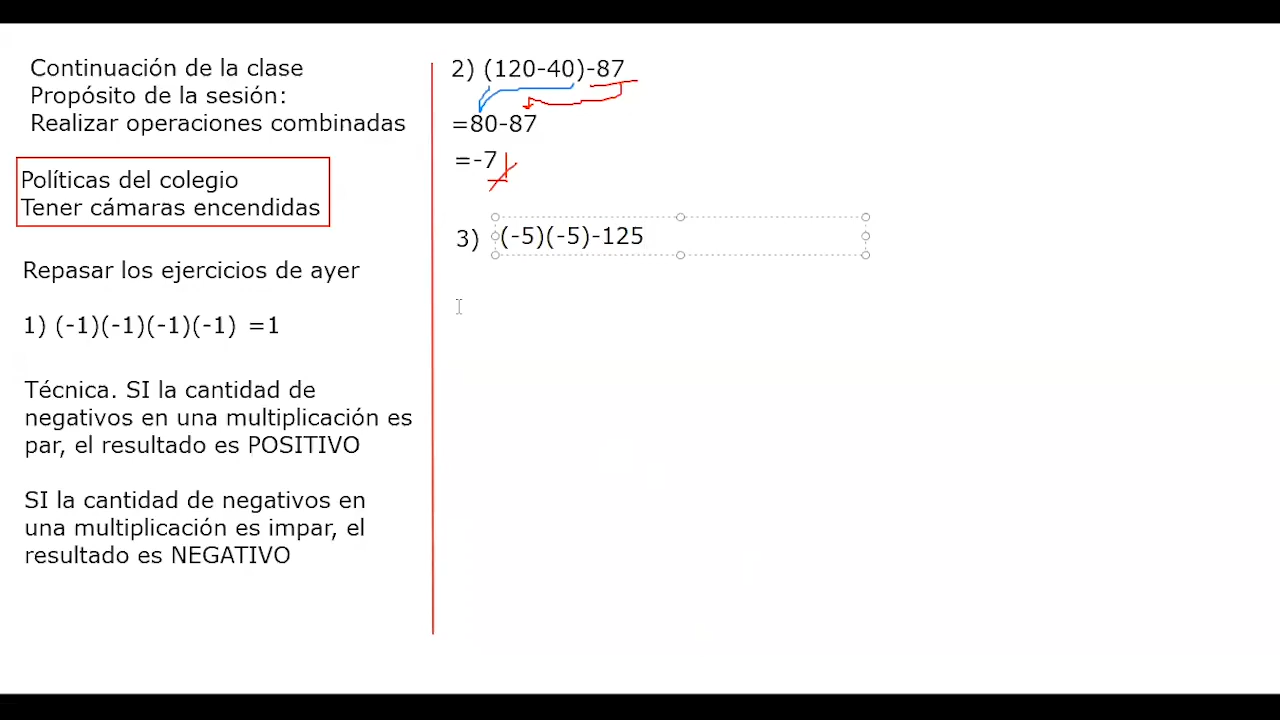 Continuación de la clase
Propósito de la sesión:
Realizar operaciones combinadas
Políticas del colegio
Tener cámaras encendidas
Repasar los ejercicios de ayer
1) (-1)(-1)(-1)(-1) =1
Técnica. SI la cantidad de
negativos en una multiplicación es
par, el resultado es POSITIVO
SI la cantidad de negativos en
una multiplicación es impar, el
resultado es NEGATIVO
2) (120-40)-87
=80-87
=-7
3) (-5)(-5)-125